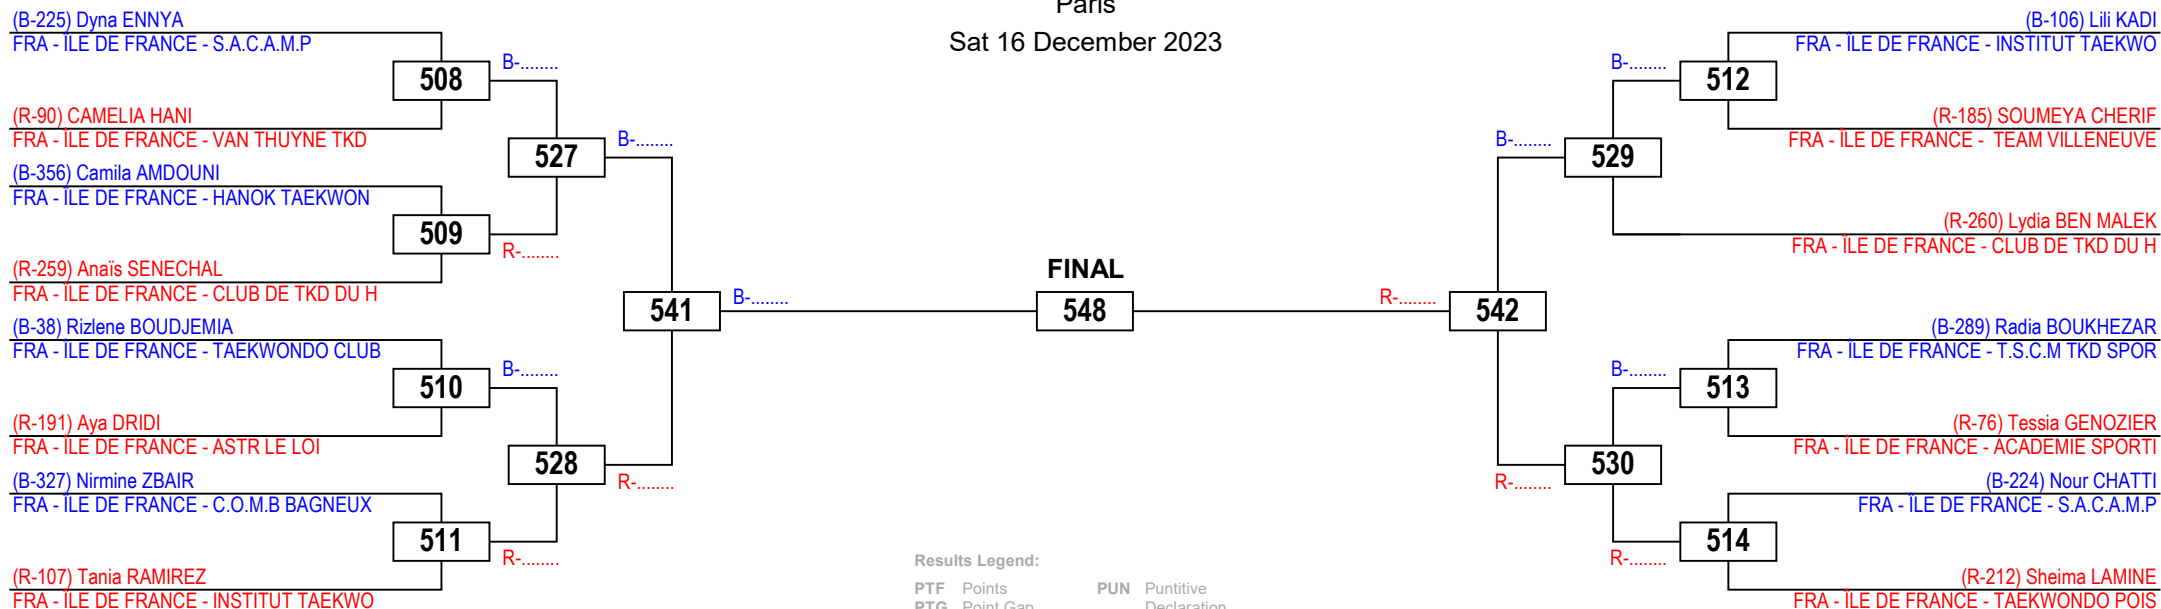 Paris
Sat 16 December 2023
(B-225) Dyna ENNYA
FRA - ÎLE DE FRANCE - S.A.C.A.M.P
508
B-........
(R-90) CAMELIA HANI
FRA - ÎLE DE FRANCE - VAN THUYNE TKD
527
B-........
(B-356) Camila AMDOUNI
FRA - ÎLE DE FRANCE - HANOK TAEKWON
509
R-........
(R-259) Anaïs SENECHAL
FRA - ÎLE DE FRANCE - CLUB DE TKD DU H
541
B-........
(B-38) Rizlene BOUDJEMIA
FRA - ÎLE DE FRANCE - TAEKWONDO CLUB
510
B-........
(R-191) Aya DRIDI
FRA - ÎLE DE FRANCE - ASTR LE LOI
528
R-........
(B-327) Nirmine ZBAIR
FRA - ÎLE DE FRANCE - C.O.M.B BAGNEUX
511
R-........
(R-107) Tania RAMIREZ
FRA - ÎLE DE FRANCE - INSTITUT TAEKWO
FINAL
548
(B-106) Lili KADI
FRA - ÎLE DE FRANCE - INSTITUT TAEKWO
B-........
512
(R-185) SOUMEYA CHERIF
FRA - ÎLE DE FRANCE - TEAM VILLENEUVE
B-........
529
(R-260) Lydia BEN MALEK
FRA - ÎLE DE FRANCE - CLUB DE TKD DU H
R-........
542
(B-289) Radia BOUKHEZAR
FRA - ÎLE DE FRANCE - T.S.C.M TKD SPOR
B-........
513
(R-76) Tessia GENOZIER
FRA - ÎLE DE FRANCE - ACADEMIE SPORTI
R-........
530
(B-224) Nour CHATTI
FRA - ÎLE DE FRANCE - S.A.C.A.M.P
R-........
514
(R-212) Sheima LAMINE
FRA - ÎLE DE FRANCE - TAEKWONDO POIS
Results Legend:
PTF Points PUN Puntitive
PTG Point Gap Declaration